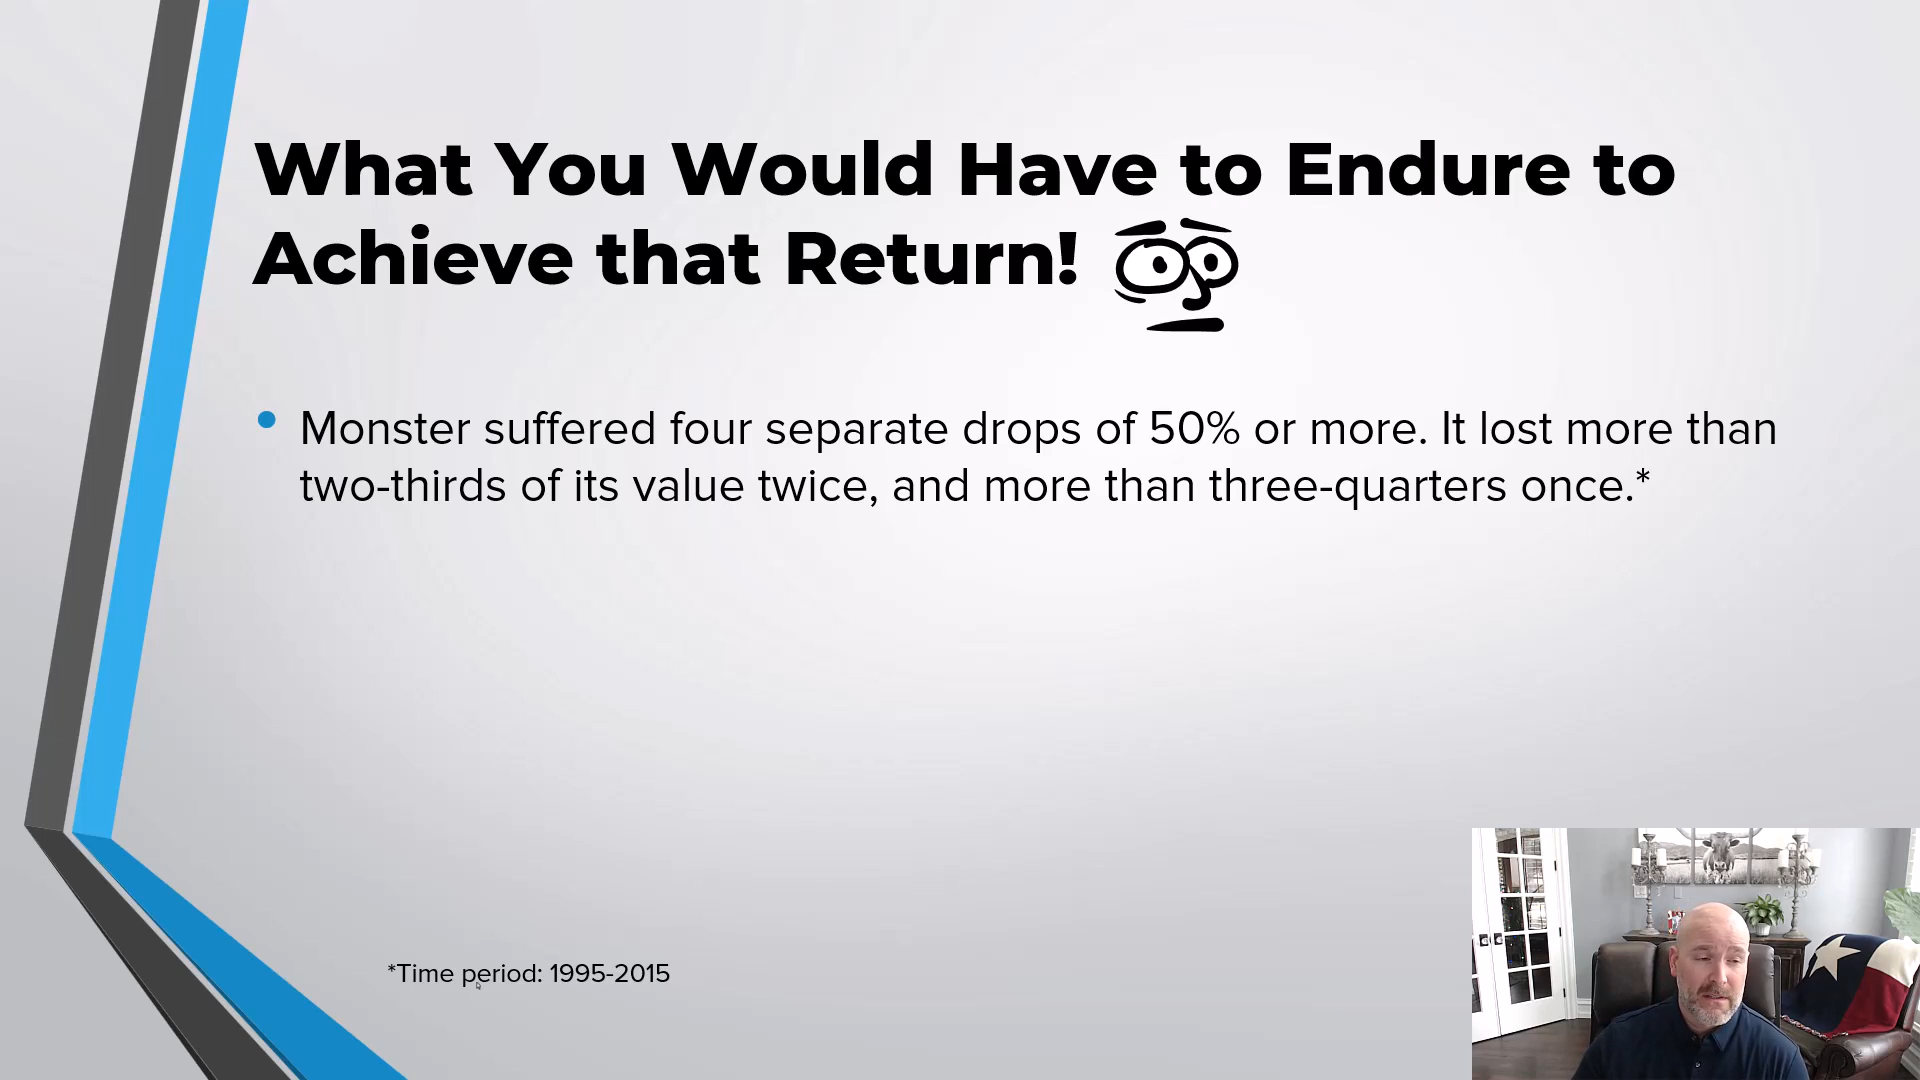 What You Would Have to Endure to
Achieve that Return!
• Monster suffered four separate drops of 50% or more. It lost more than
two-thirds of its value twice, and more than three-quarters once.*
*Time period: 1995-2015